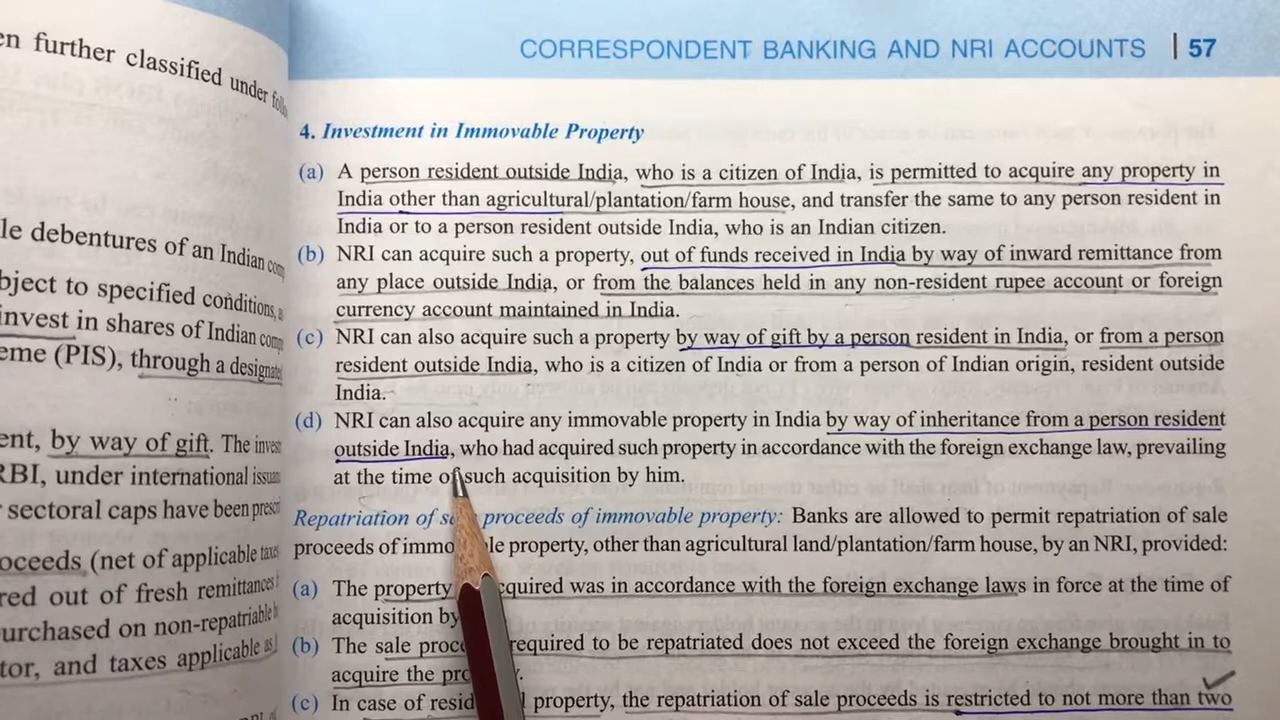 en further classified under
le debentures of an Indian
bject to specified conditions,
invest in shares of Indian
eme (PIS), through a
ent, by way of gift. The
RBI, under international
sectoral caps have been
oceeds (net of applicable
red out of fresh remittances
urchased on non-repatriable
tor, and taxes applicable as
CORRESPONDENT BANKING AND NRI ACCOUNTS | 57
4. Investment in Immovable Property
(a) A person resident outside India, who is a citizen of India, is permitted to acquire any property in
India other than agricultural/plantation/farm house, and transfer the same to any person resident in
India or to a person resident outside India, who is an Indian citizen.
(b) NRI can acquire such a property, out of funds received in India by way of inward remittance from
any place outside India, or from the balances held in any non-resident rupee account or foreign
currency account maintained in India.
(c) NRI can also acquire such a property by way of gift by a person resident in India, or from a person
resident outside India, who is a citizen of India or from a person of Indian origin, resident outside
India.
(d) NRI can also acquire any immovable property in India by way of inheritance from a person resident
outside India, who had acquired such property in accordance with the foreign exchange law, prevailing
at the time of such acquisition by him.
Repatriation of proceeds of immovable property: Banks are allowed to permit repatriation of sale
proceeds of property, other than agricultural land/plantation/farm house, by an NRI, provided:
(a) The property was in accordance with the foreign exchange laws in force at the time of
acquisition by
(b) The sale required to be repatriated does not exceed the foreign exchange brought in to
acquire the
(c) In case of property, the repatriation of sale proceeds is restricted to not more than two